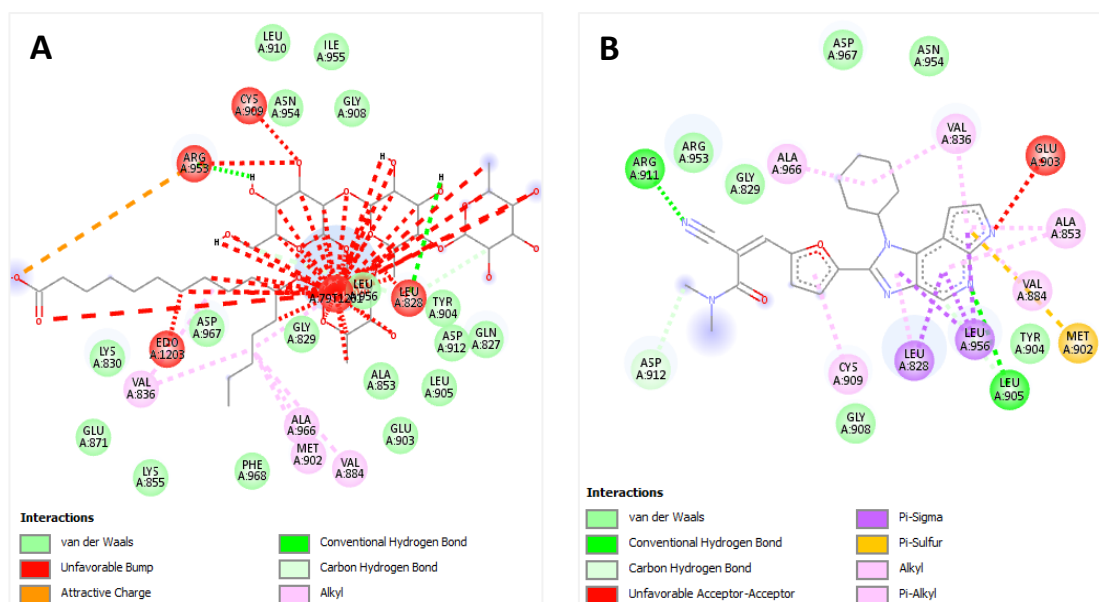 A
LEU
A:910
ILE
A:955
CYS
A:909
ASN
A:954
GLY
A:908
ARG
A:953
H
H
H
H
A:79T1201
LEU
A:956
LEU
A:828
TYR
A:904
ASP
A:967
GLY
A:829
ASP
A:912
GLN
A:827
EDO
A:1203
LYS
A:830
VAL
A:836
ALA
A:853
LEU
A:905
ALA
A:966
GLU
A:903
GLU
A:871
MET
A:902
VAL
A:884
LYS
A:855
PHE
A:968
Interactions
van der Waals
Unfavorable Bump
Attractive Charge
Conventional Hydrogen Bond
Carbon Hydrogen Bond
Alkyl
B
ASP
A:967
ASN
A:954
VAL
A:836
GLU
A:903
ARG
A:953
ARG
A:911
ALA
A:966
GLY
A:829
ALA
A:853
N
O
N
N
N
N
N
O
VAL
A:884
LEU
A:956
TYR
A:904
MET
A:902
ASP
A:912
CYS
A:909
LEU
A:828
LEU
A:905
GLY
A:908
Interactions
van der Waals
Conventional Hydrogen Bond
Carbon Hydrogen Bond
Unfavorable Acceptor-Acceptor
Pi-Sigma
Pi-Sulfur
Alkyl
Pi-Alkyl